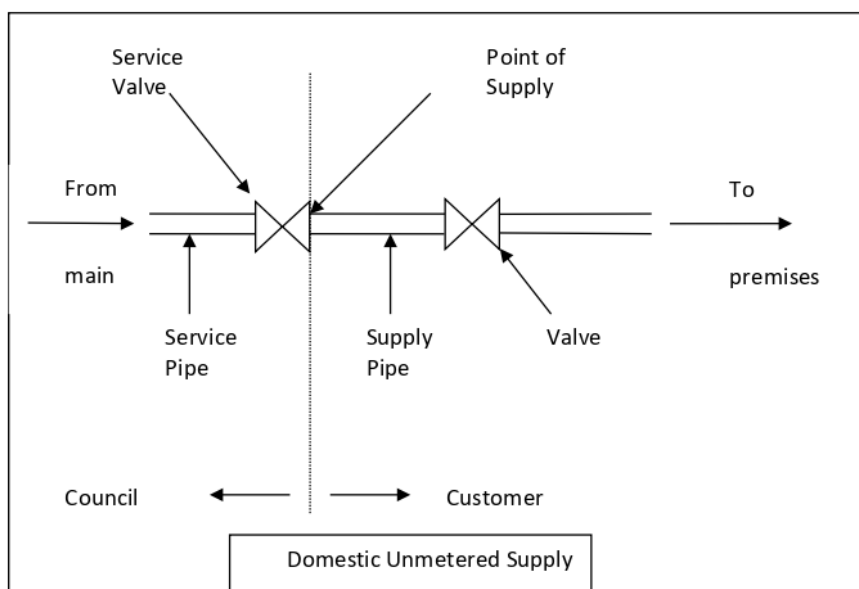 Service
Valve
Point of
Supply
From
To
main
premises
Service
Pipe
Supply
Pipe
Valve
Council
Customer
Domestic Unmetered Supply